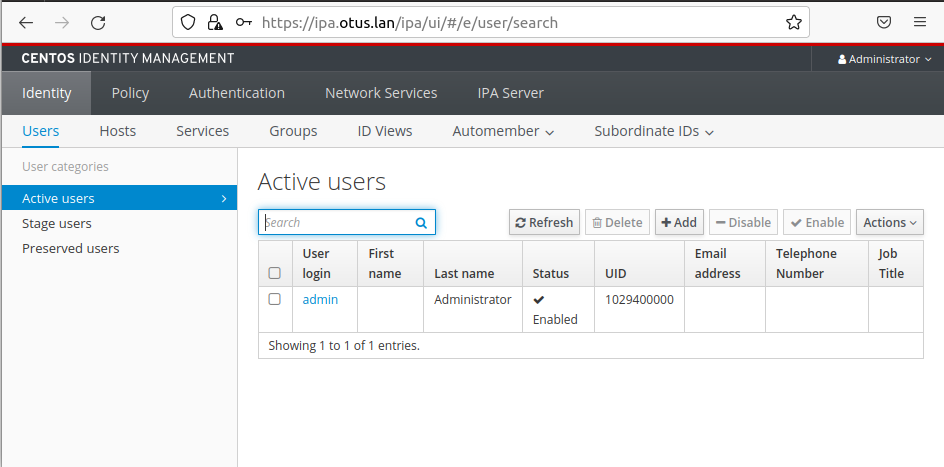 https://ipa.otus.lan/ipa/ui/#/e/user/search
CENTOS IDENTITY MANAGEMENT
Administrator
Identity Policy Authentication Network Services IPA Server
Users Hosts Services Groups ID Views Automember Subordinate IDs
User categories
Active users
Stage users
Preserved users
Active users
Search
Refresh Delete Add Disable Enable Actions
User login First name Last name Status UID Email address Telephone Number Job Title
admin Administrator Enabled 1029400000
Showing 1 to 1 of 1 entries.